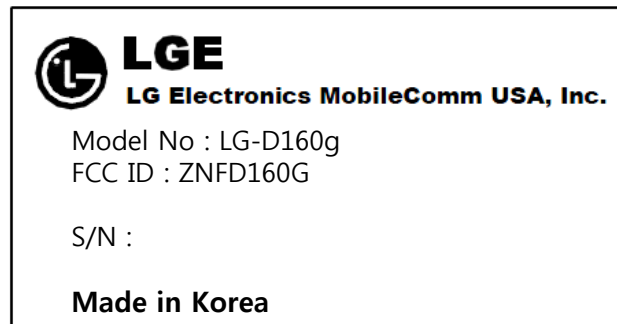 LGE
LG Electronics MobileComm USA, Inc.
Model No : LG-D160g
FCC ID : ZNFD160G
S/N :
Made in Korea